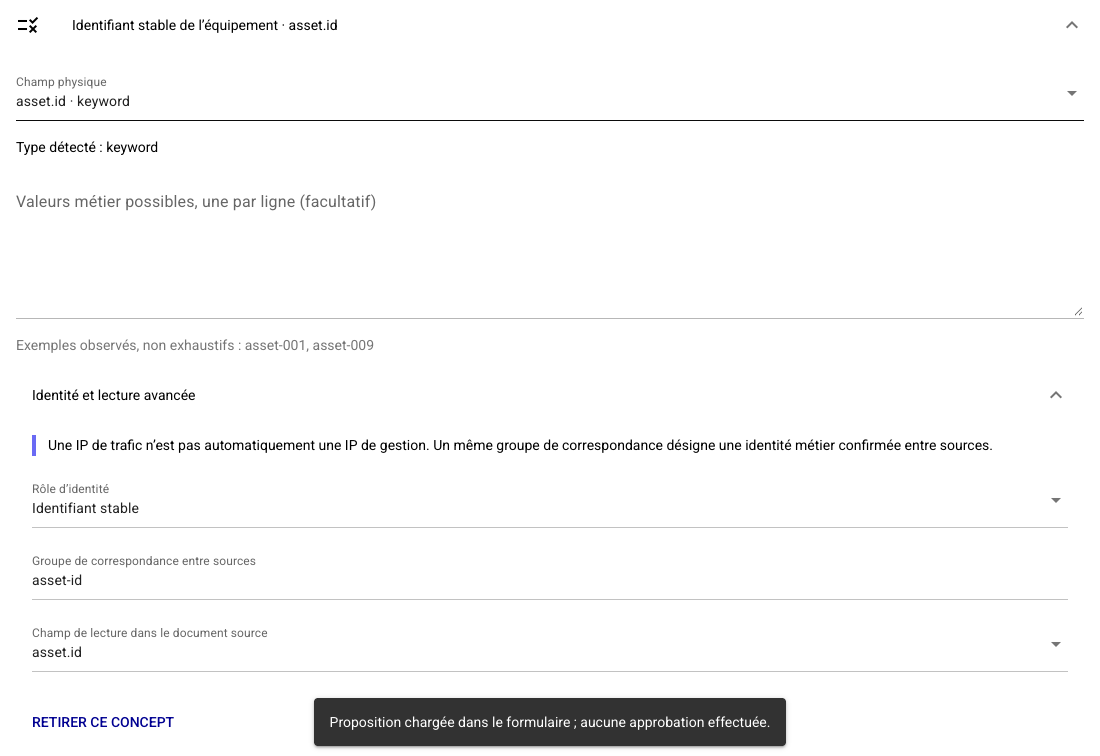 Identifiant stable de l’équipement · asset.id
Champ physique
asset.id · keyword
Type détecté : keyword
Valeurs métier possibles, une par ligne (facultatif)
Exemples observés, non exhaustifs : asset-001, asset-009
Identité et lecture avancée
Une IP de trafic n’est pas automatiquement une IP de gestion. Un même groupe de correspondance désigne une identité métier confirmée entre sources.
Rôle d’identité
Identifiant stable
Groupe de correspondance entre sources
asset-id
Champ de lecture dans le document source
asset.id
RETIRER CE CONCEPT
Proposition chargée dans le formulaire ; aucune approbation effectuée.